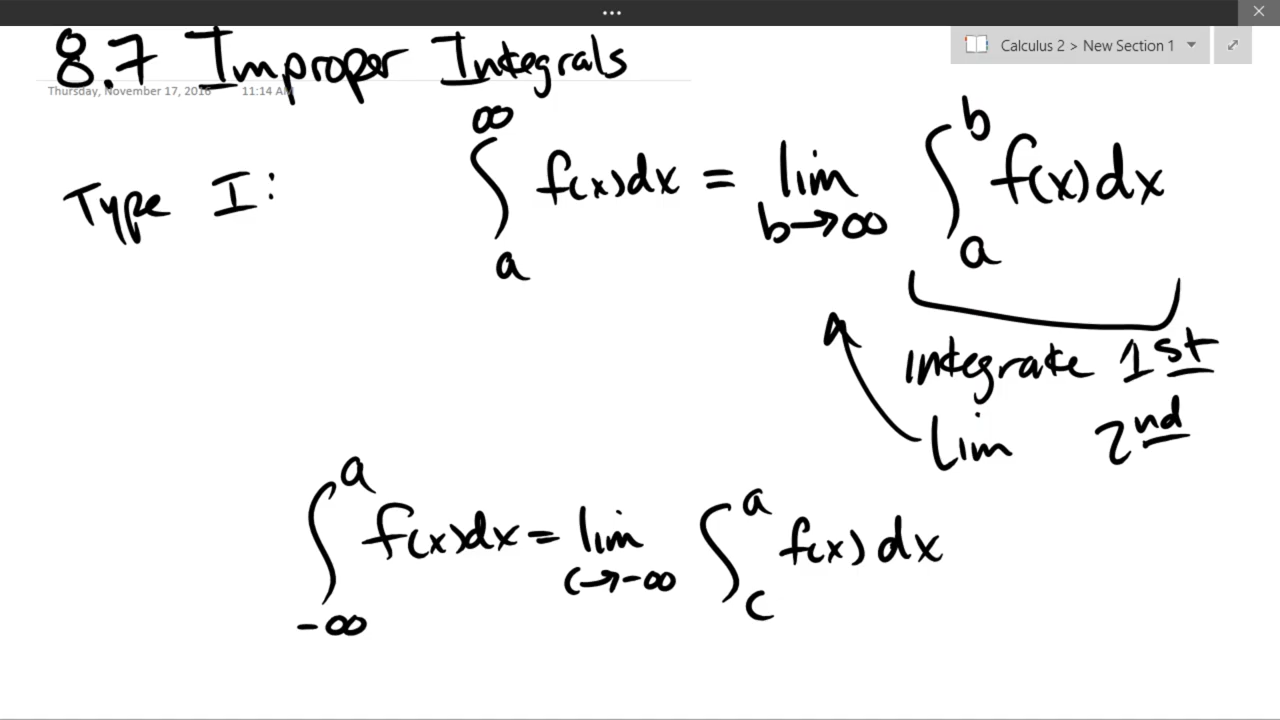 Calculus 2 > New Section 1
8.7 Improper Integrals
Thursday, November 17, 2016 11:14 AM
Type I: ∫_a^∞ f(x)dx = lim_{b→∞} ∫_a^b f(x)dx
integrate 1st
lim 2nd
∫_{-∞}^a f(x)dx = lim_{c→-∞} ∫_c^a f(x)dx